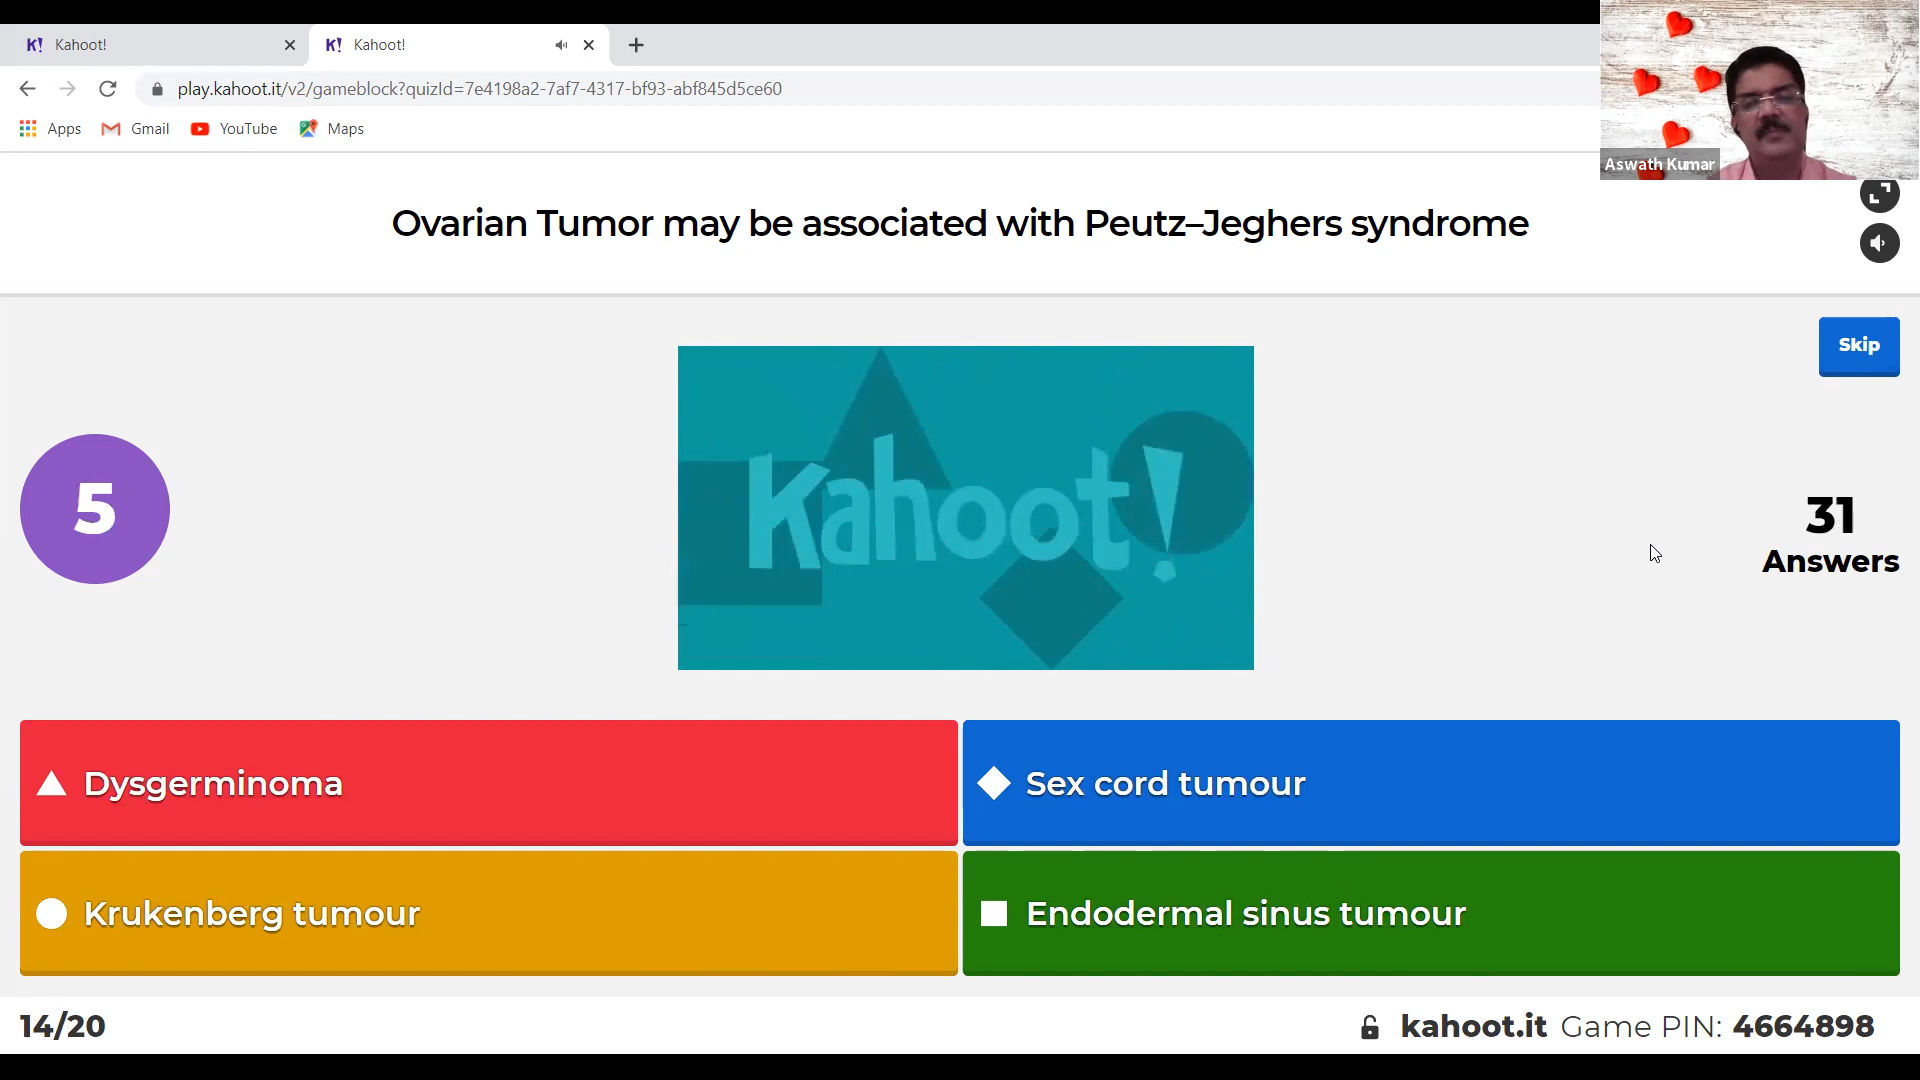 K! Kahoot!
K! Kahoot!
play.kahoot.it/v2/gameblock?quizId=7e4198a2-7af7-4317-bf93-abf845d5ce60
Apps
Gmail
YouTube
Maps
Aswath Kumar
Ovarian Tumor may be associated with Peutz–Jeghers syndrome
Skip
5
Kahoot!
31
Answers
Dysgerminoma
Sex cord tumour
Krukenberg tumour
Endodermal sinus tumour
14/20
kahoot.it Game PIN: 4664898